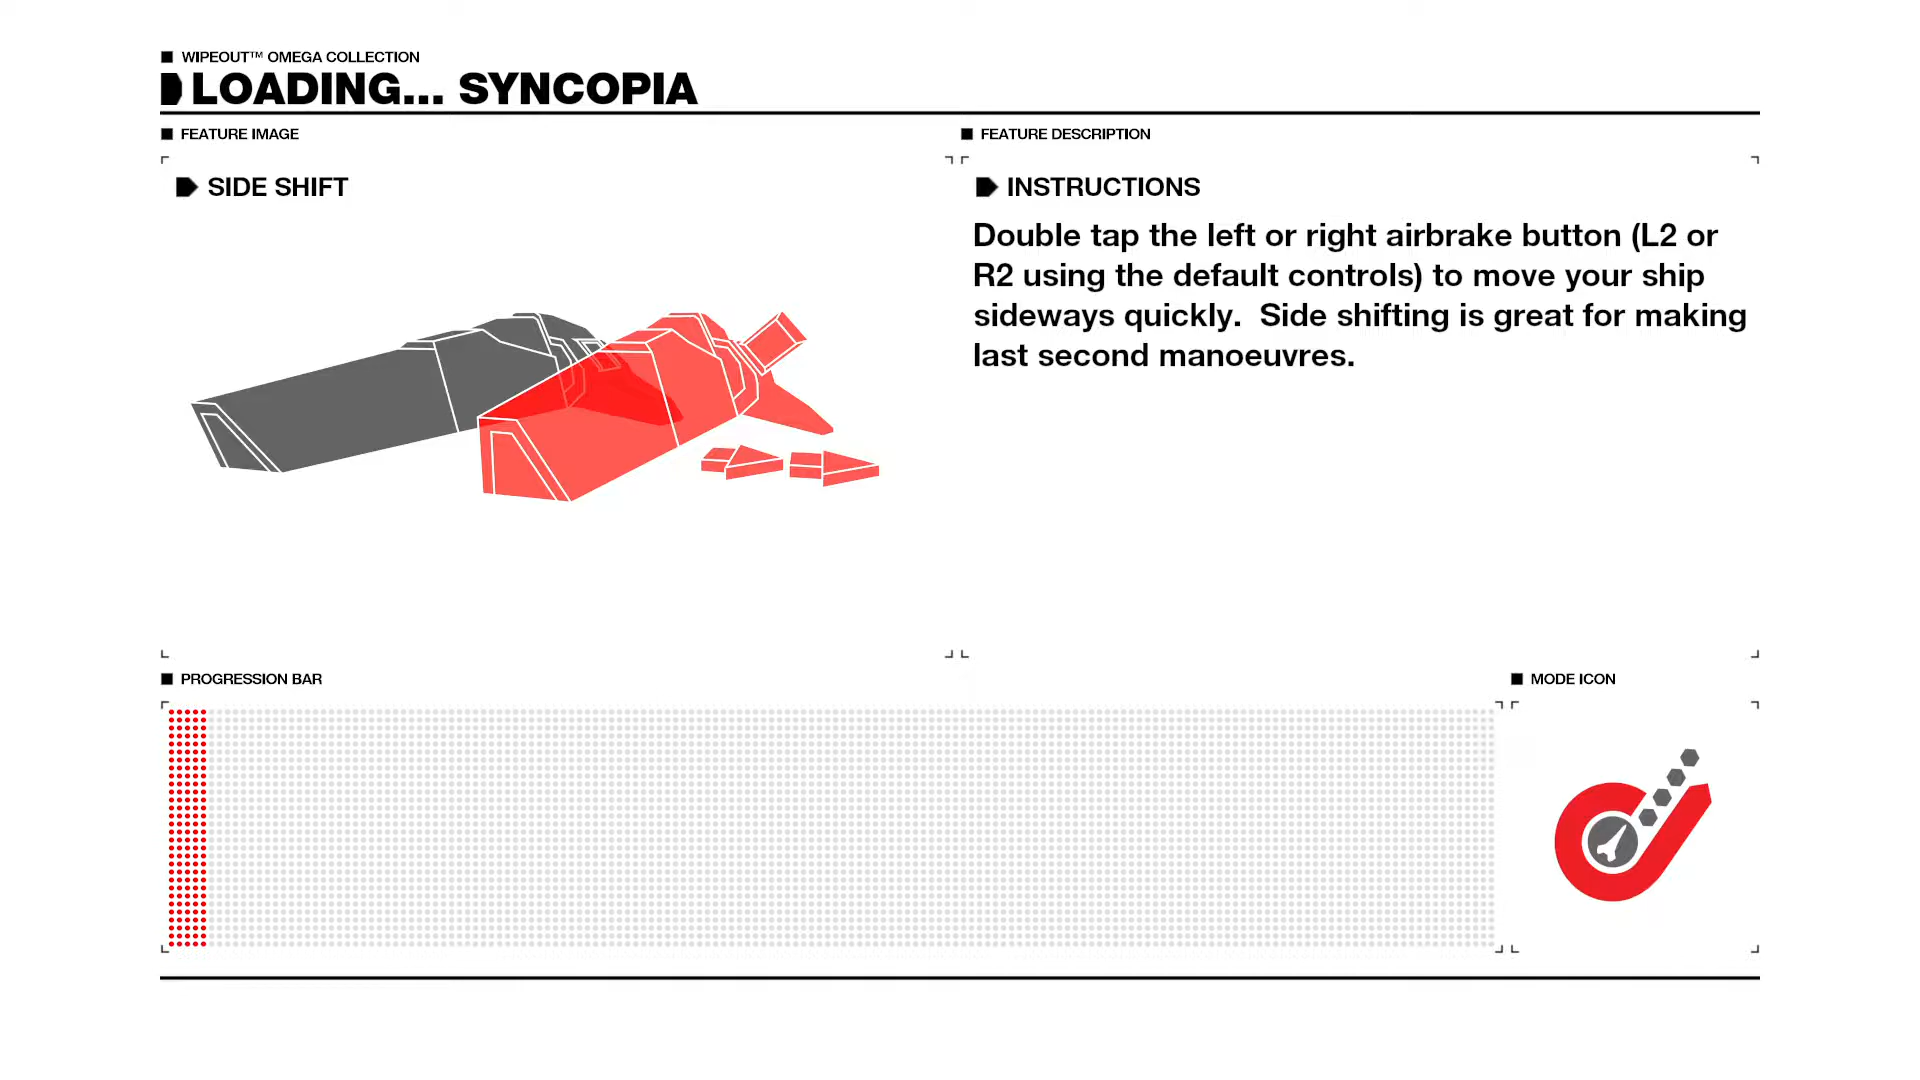 WIPEOUT™ OMEGA COLLECTION
LOADING... SYNCOPIA
FEATURE IMAGE
SIDE SHIFT
FEATURE DESCRIPTION
INSTRUCTIONS
Double tap the left or right airbrake button (L2 or
R2 using the default controls) to move your ship
sideways quickly.  Side shifting is great for making
last second manoeuvres.
PROGRESSION BAR
MODE ICON